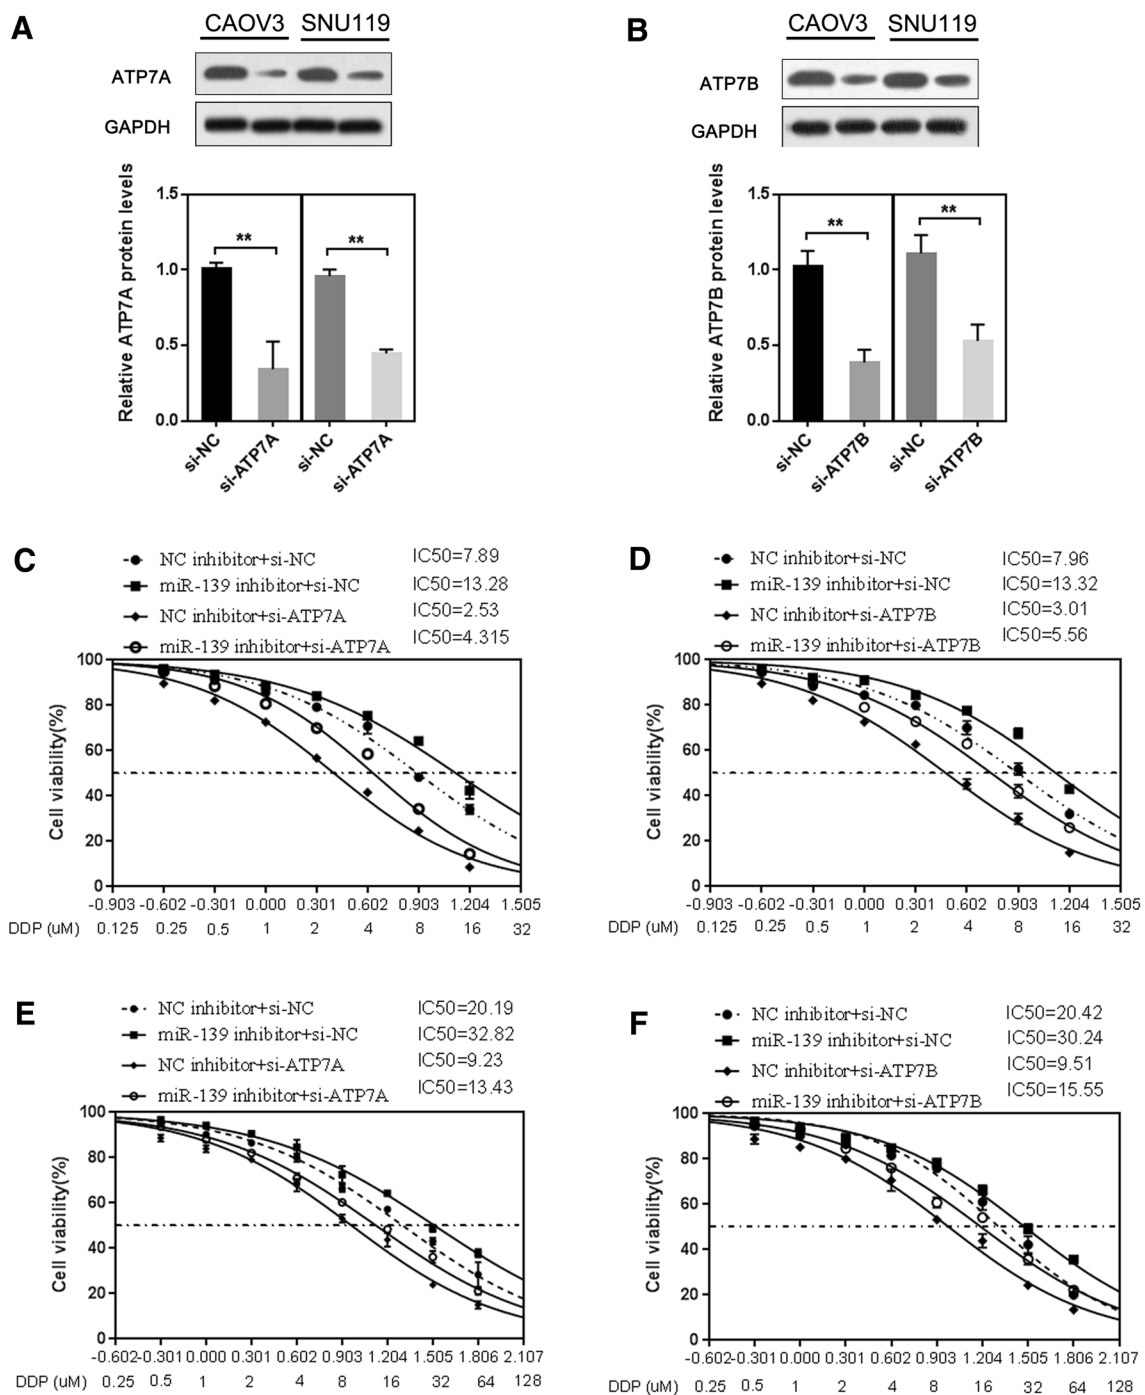 A
CAOV3 SNU119
ATP7A
GAPDH
Relative ATP7A protein levels
1.5
1.0
0.5
0.0
** **
si-NC si-ATP7A si-NC si-ATP7A
B
CAOV3 SNU119
ATP7B
GAPDH
Relative ATP7B protein levels
1.5
1.0
0.5
0.0
** **
si-NC si-ATP7B si-NC si-ATP7B
C
NC inhibitor+si-NC IC50=7.89
miR-139 inhibitor+si-NC IC50=13.28
NC inhibitor+si-ATP7A IC50=2.53
miR-139 inhibitor+si-ATP7A IC50=4.315
Cell viability(%)
100
80
60
40
20
0
-0.903 -0.602 -0.301 0.000 0.301 0.602 0.903 1.204 1.505
DDP (uM) 0.125 0.25 0.5 1 2 4 8 16 32
D
NC inhibitor+si-NC IC50=7.96
miR-139 inhibitor+si-NC IC50=13.32
NC inhibitor+si-ATP7B IC50=3.01
miR-139 inhibitor+si-ATP7B IC50=5.56
Cell viability(%)
100
80
60
40
20
0
-0.903 -0.602 -0.301 0.000 0.301 0.602 0.903 1.204 1.505
DDP (uM) 0.125 0.25 0.5 1 2 4 8 16 32
E
NC inhibitor+si-NC IC50=20.19
miR-139 inhibitor+si-NC IC50=32.82
NC inhibitor+si-ATP7A IC50=9.23
miR-139 inhibitor+si-ATP7A IC50=13.43
Cell viability(%)
100
80
60
40
20
0
-0.602 -0.301 0.000 0.301 0.602 0.903 1.204 1.505 1.806 2.107
DDP (uM) 0.25 0.5 1 2 4 8 16 32 64 128
F
NC inhibitor+si-NC IC50=20.42
miR-139 inhibitor+si-NC IC50=30.24
NC inhibitor+si-ATP7B IC50=9.51
miR-139 inhibitor+si-ATP7B IC50=15.55
Cell viability(%)
100
80
60
40
20
0
-0.602 -0.301 0.000 0.301 0.602 0.903 1.204 1.505 1.806 2.107
DDP (uM) 0.25 0.5 1 2 4 8 16 32 64 128